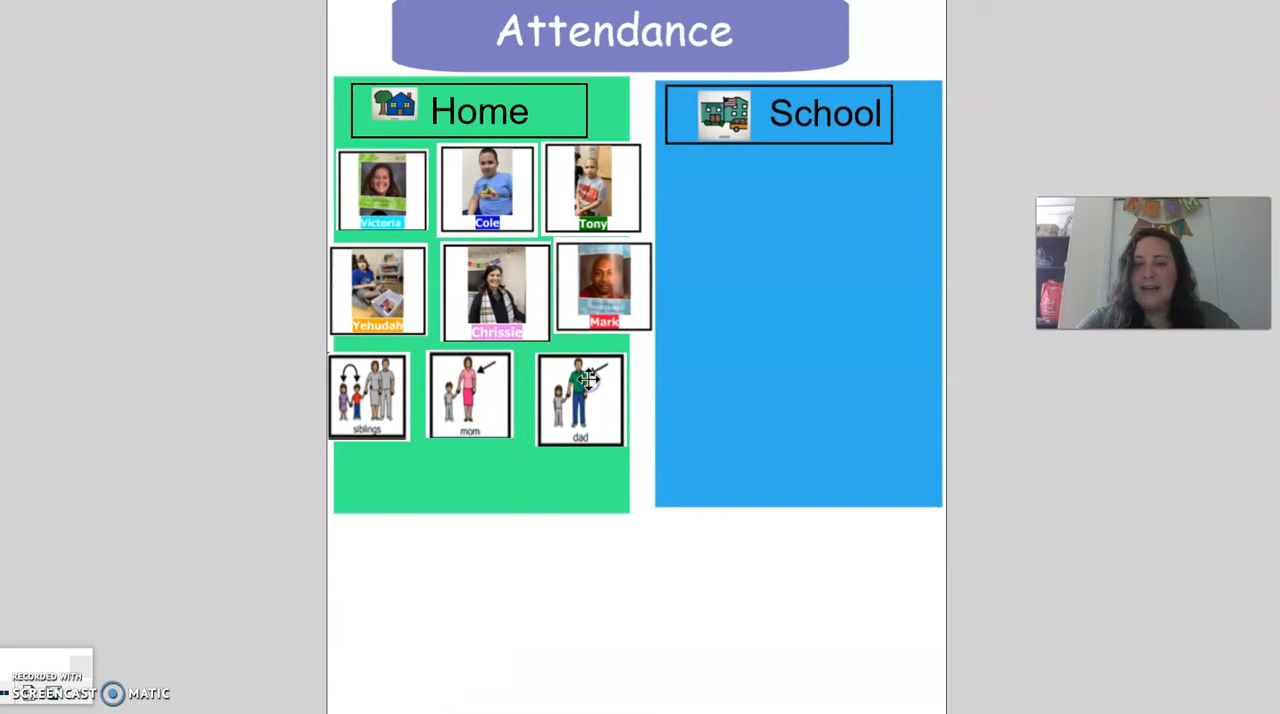 Attendance
Home
School
Victoria
Cole
Tony
Yehudah
Chrissie
Mark
siblings
mom
dad
RECORDED WITH
SCREENCAST MATIC